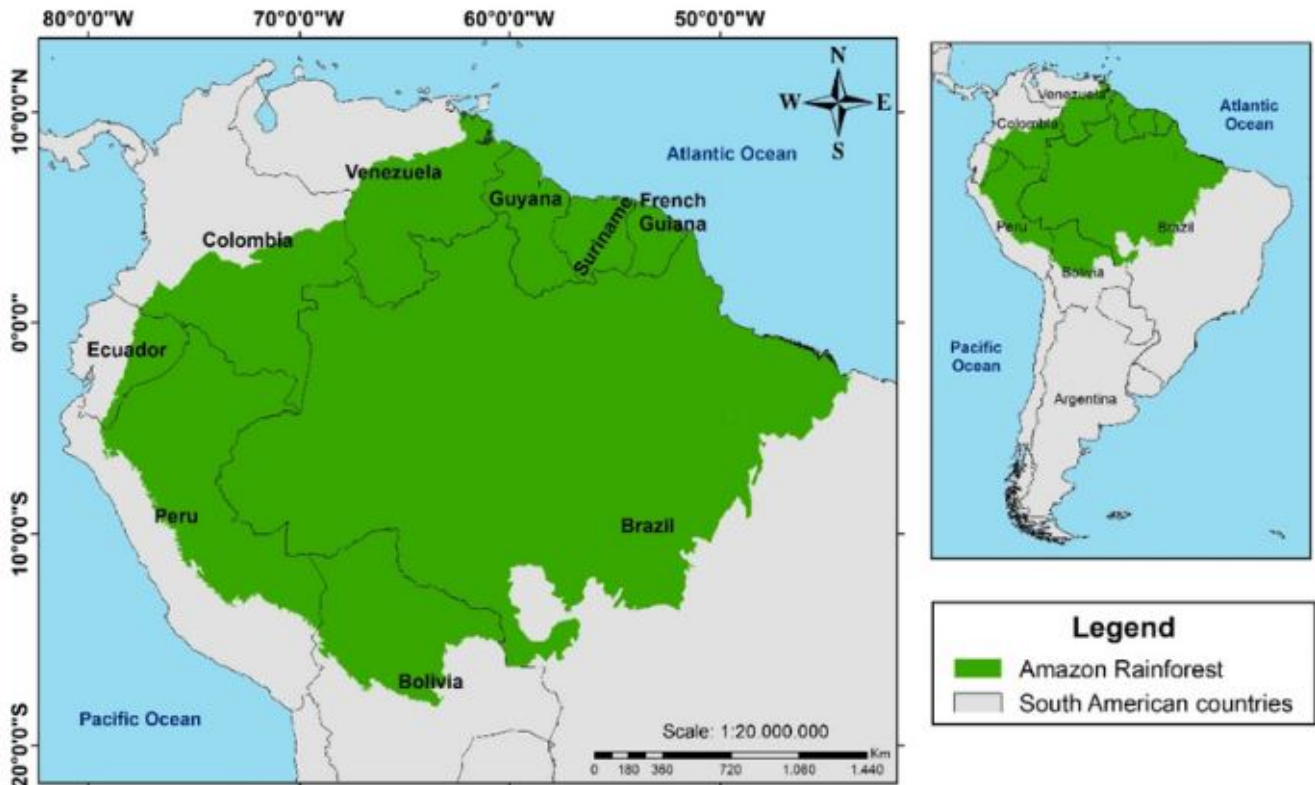 80°0'0"W 70°0'0"W 60°0'0"W 50°0'0"W
10°0'0"N
0°0'0"
10°0'0"S
20°0'0"S
N
W E
S
Atlantic Ocean
Venezuela
Guyana
Suriname
French
Guiana
Colombia
Ecuador
Peru
Brazil
Bolivia
Pacific Ocean
Scale: 1:20.000.000
Km
0 180 360 720 1.080 1.440
Venezuela
Colombia
Atlantic
Ocean
Peru
Brazil
Bolivia
Pacific
Ocean
Argentina
Legend
Amazon Rainforest
South American countries